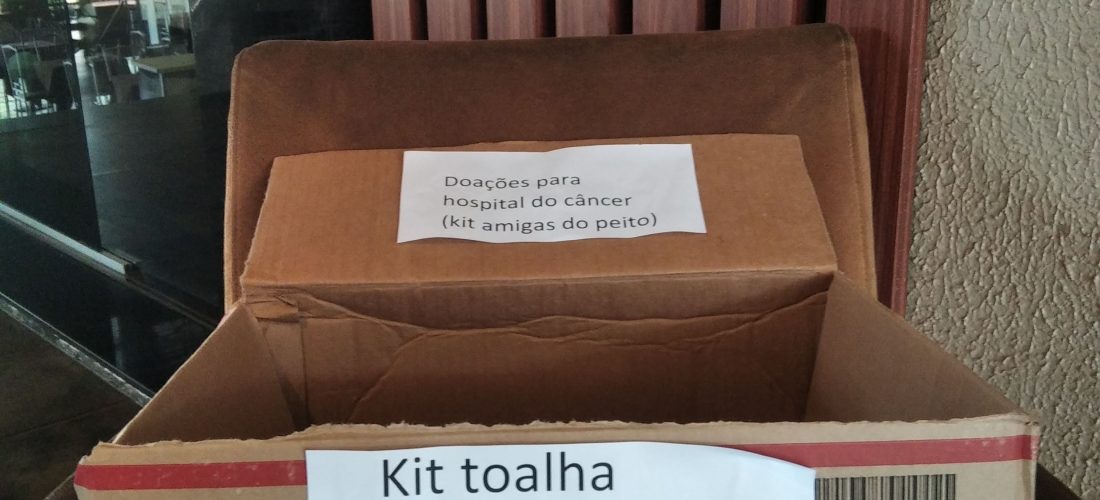 Doações para
hospital do câncer
(kit amigas do peito)
Kit toalha